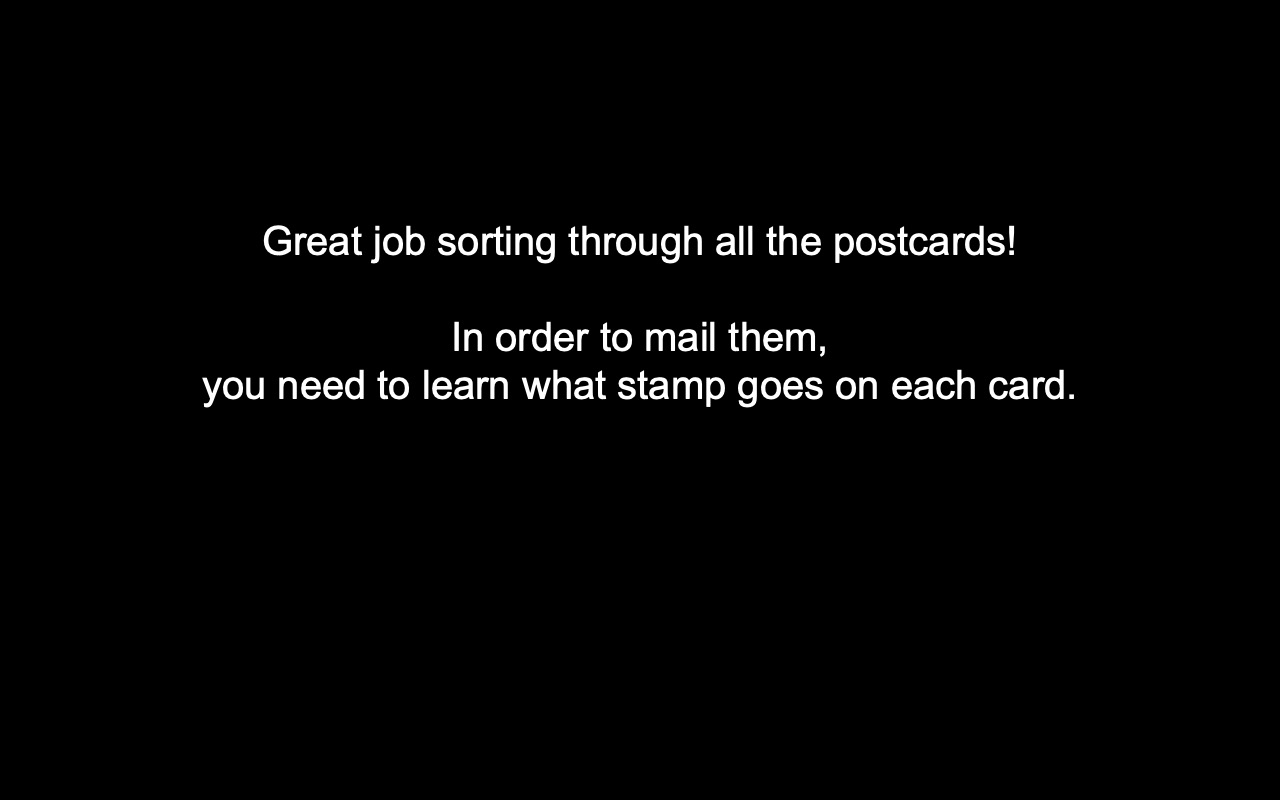 Great job sorting through all the postcards!
In order to mail them,
you need to learn what stamp goes on each card.